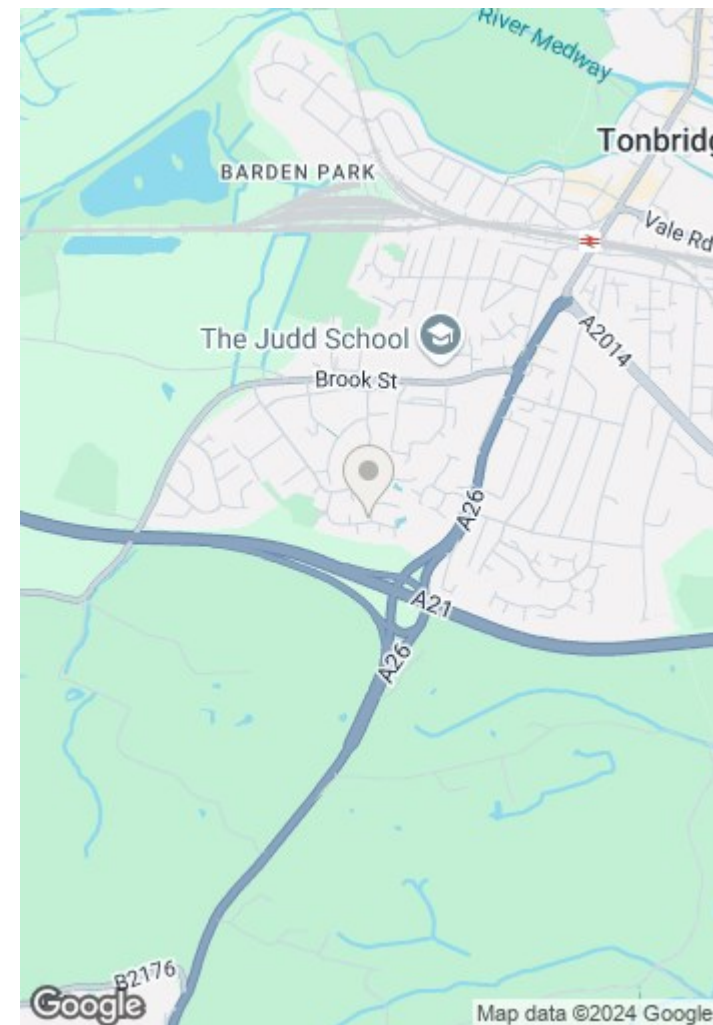 River Medway
Tonbridg
BARDEN PARK
Vale Rd
The Judd School
A2014
Brook St
A26
A21
A26
B2176
Google
Map data ©2024 Google